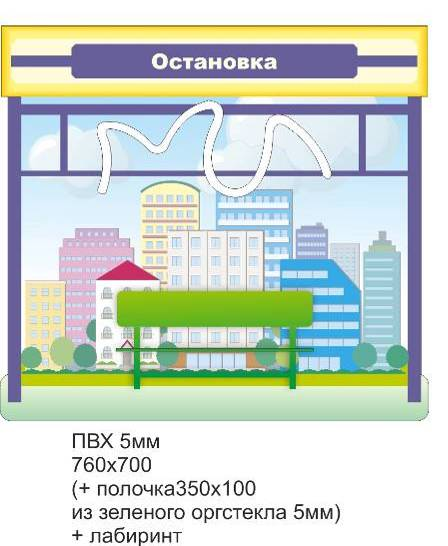 Остановка
ПВХ 5мм
760х700
(+ полочка350х100
из зеленого оргстекла 5мм)
+ лабиринт